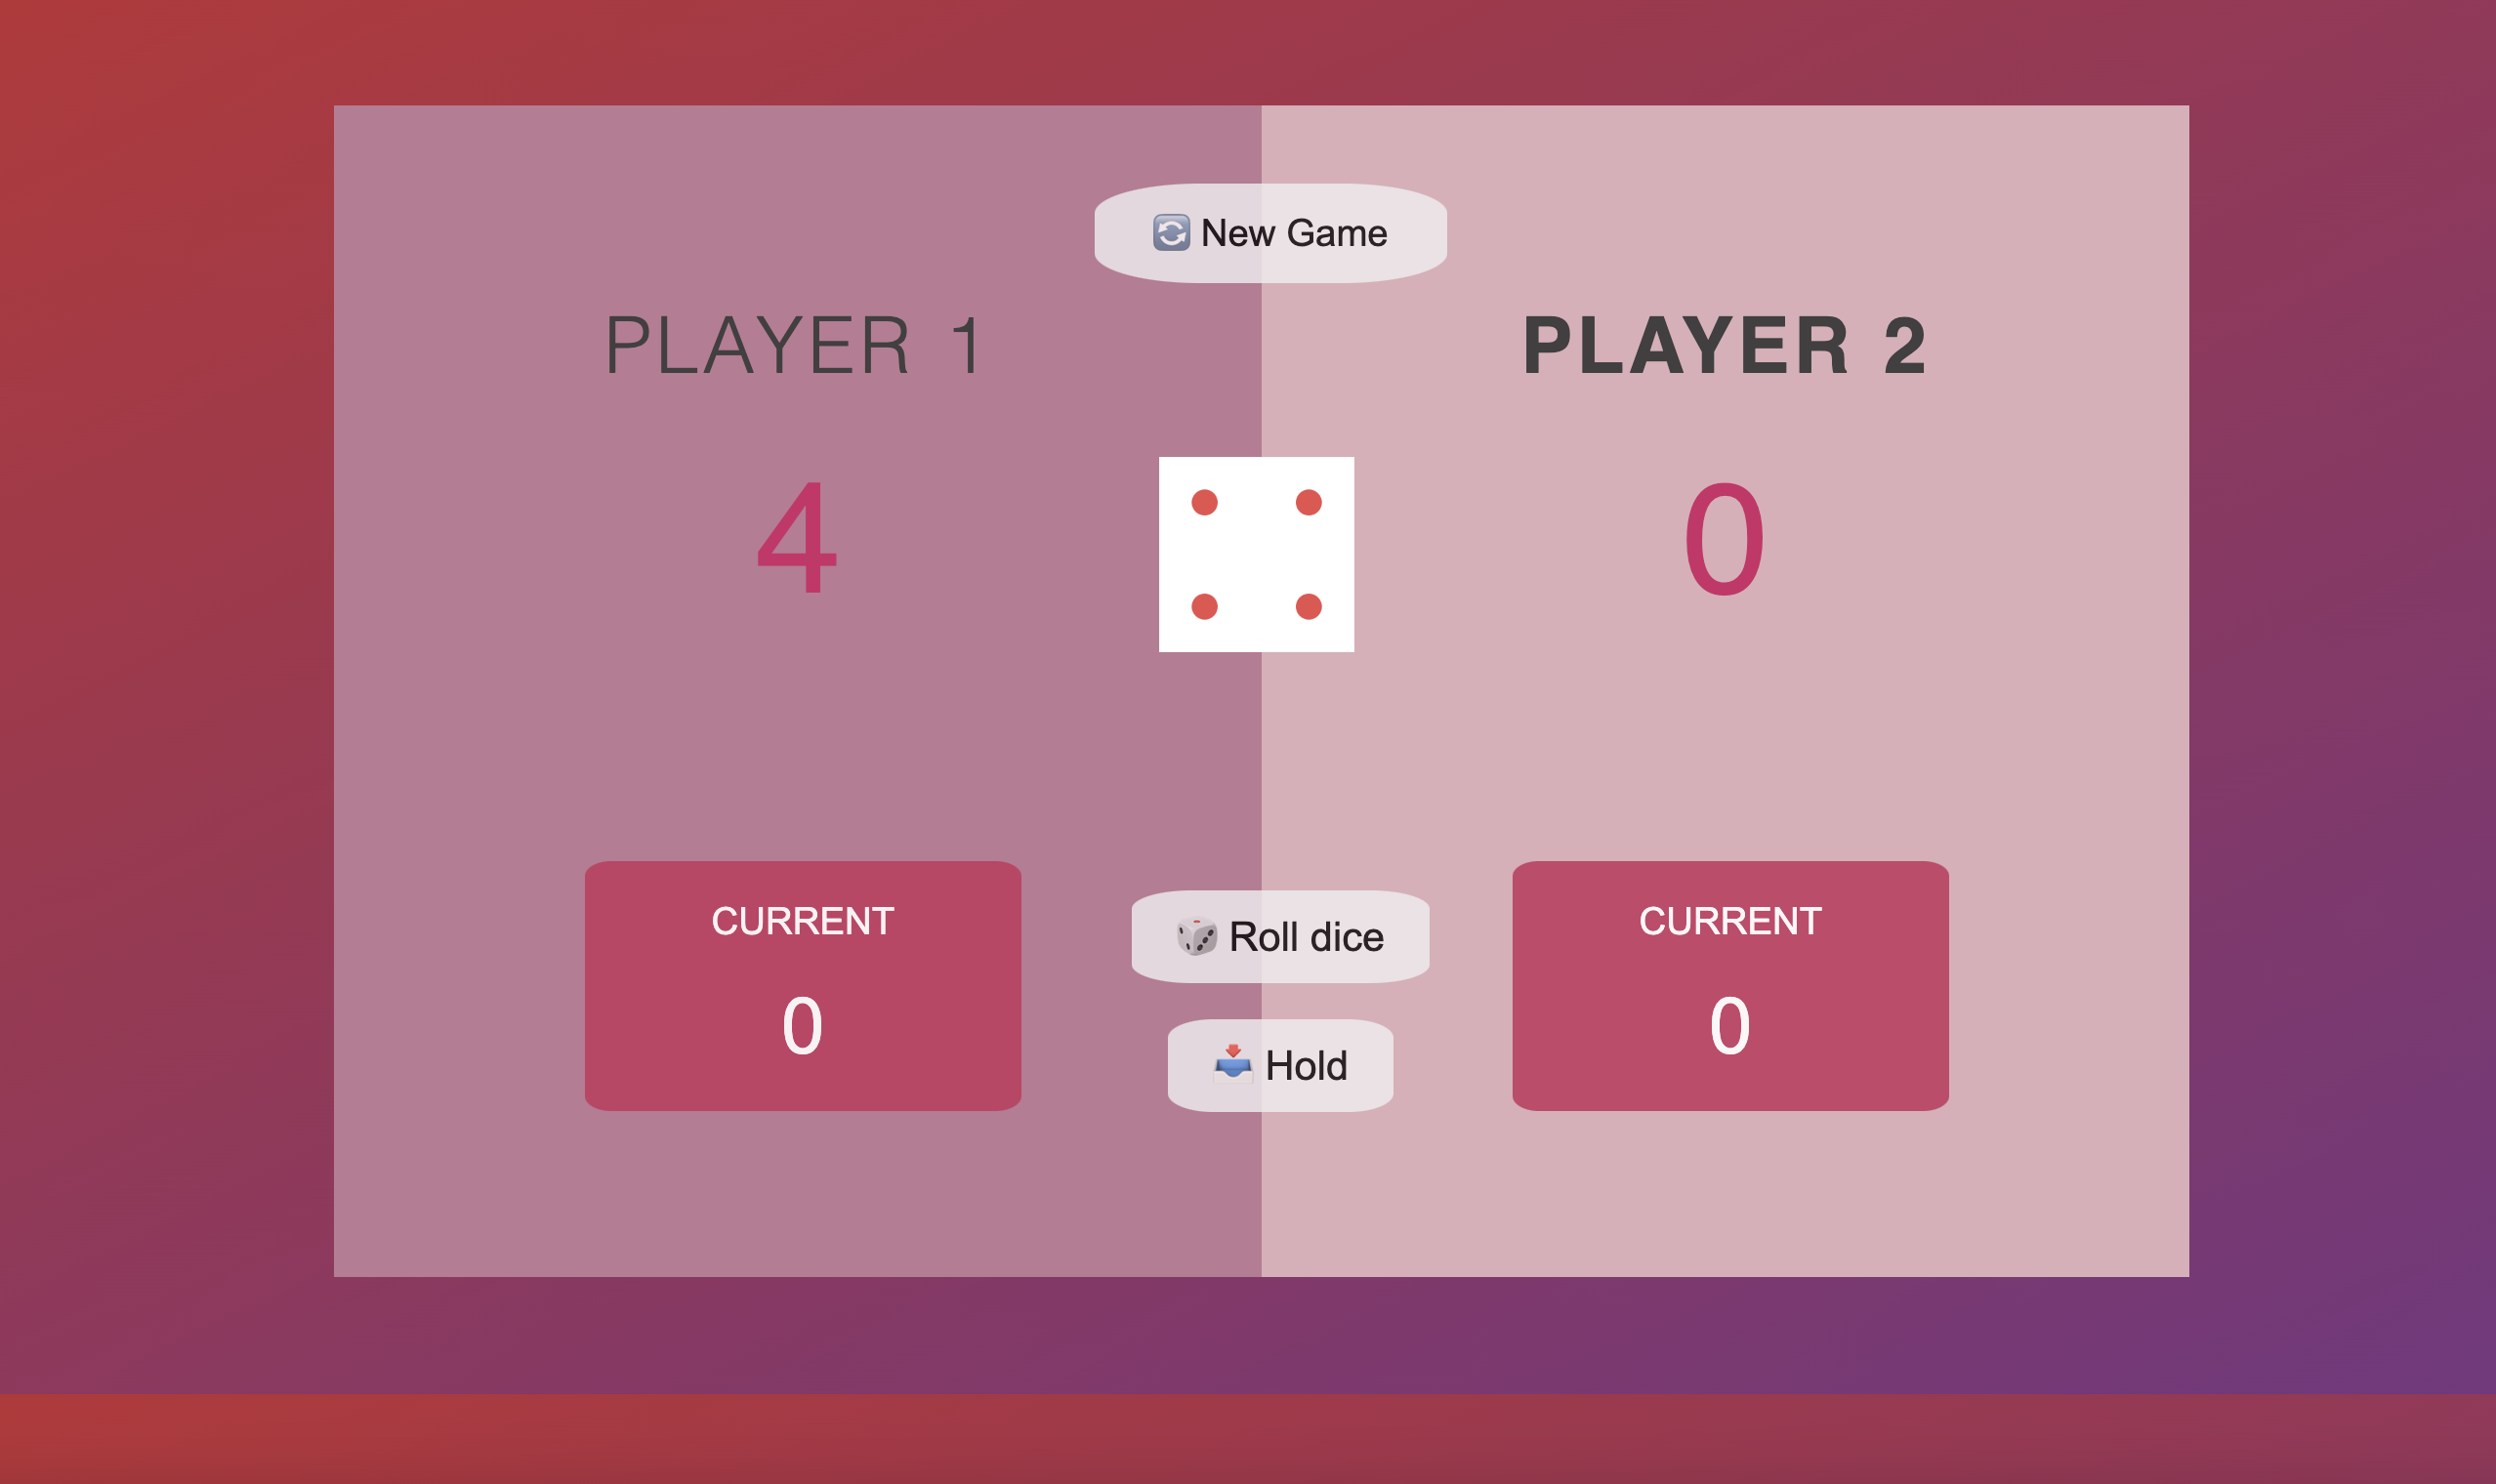 🔄 New Game
PLAYER 1
4
PLAYER 2
0
CURRENT
0
🎲 Roll dice
📥 Hold
CURRENT
0